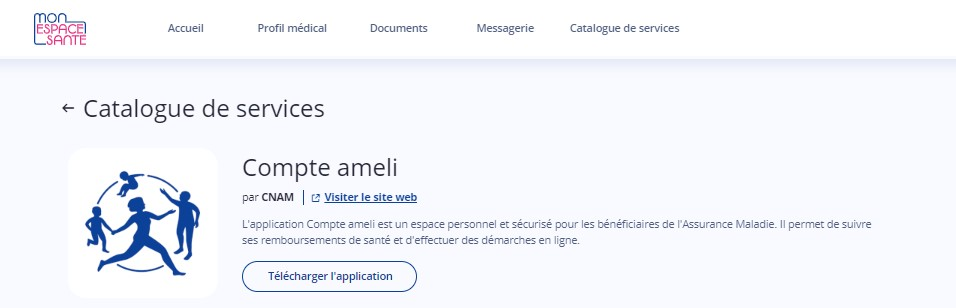 mon
ESPACE
SANTÉ
Accueil
Profil médical
Documents
Messagerie
Catalogue de services
← Catalogue de services
Compte ameli
par CNAM | Visiter le site web
L'application Compte ameli est un espace personnel et sécurisé pour les bénéficiaires de l'Assurance Maladie. Il permet de suivre
ses remboursements de santé et d'effectuer des démarches en ligne.
Télécharger l'application